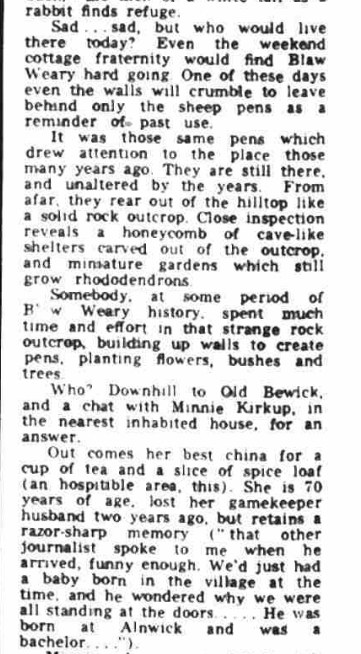 rabbit finds refuge.
Sad . . . sad, but who would live
there today? Even the weekend
cottage fraternity would find Blaw
Weary hard going. One of these days
even the walls will crumble to leave
behind only the sheep pens as a
reminder of past use.
It was those same pens which
drew attention to the place those
many years ago. They are still there,
and unaltered by the years. From
afar, they rear out of the hilltop like
a solid rock outcrop. Close inspection
reveals a honeycomb of cave-like
shelters carved out of the outcrop,
and miniature gardens which still
grow rhododendrons.
Somebody, at some period of
B' w Weary history, spent much
time and effort in that strange rock
outcrop, building up walls to create
pens, planting flowers, bushes and
trees.
Who? Downhill to Old Bewick,
and a chat with Minnie Kirkup, in
the nearest inhabited house, for an
answer.
Out comes her best china for a
cup of tea and a slice of spice loaf
(an hospitable area, this). She is 70
years of age, lost her gamekeeper
husband two years ago, but retains a
razor-sharp memory ("that other
journalist spoke to me when he
arrived, funny enough. We'd just had
a baby born in the village at the
time, and he wondered why we were
all standing at the doors. . . . . He was
born at Alnwick and was a
bachelor. . . .").